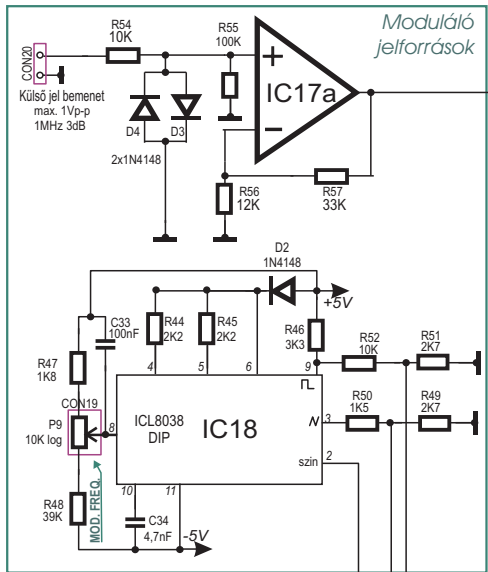 Moduláló
jelforrások
R54
10K
R55
100K
CON20
Külső jel bemenet
max. 1Vp-p
1MHz 3dB
D4
D3
2x1N4148
+
IC17a
−
R56
12K
R57
33K
D2
1N4148
+5V
C33
100nF
R44
2K2
R45
2K2
R46
3K3
R52
10K
R51
2K7
R47
1K8
4
5
6
9
CON19
P9
10K log
8
ICL8038
DIP
IC18
N
3
R50
1K5
R49
2K7
szin
2
MOD. FREQ.
10
11
R48
39K
C34
4,7nF
-5V